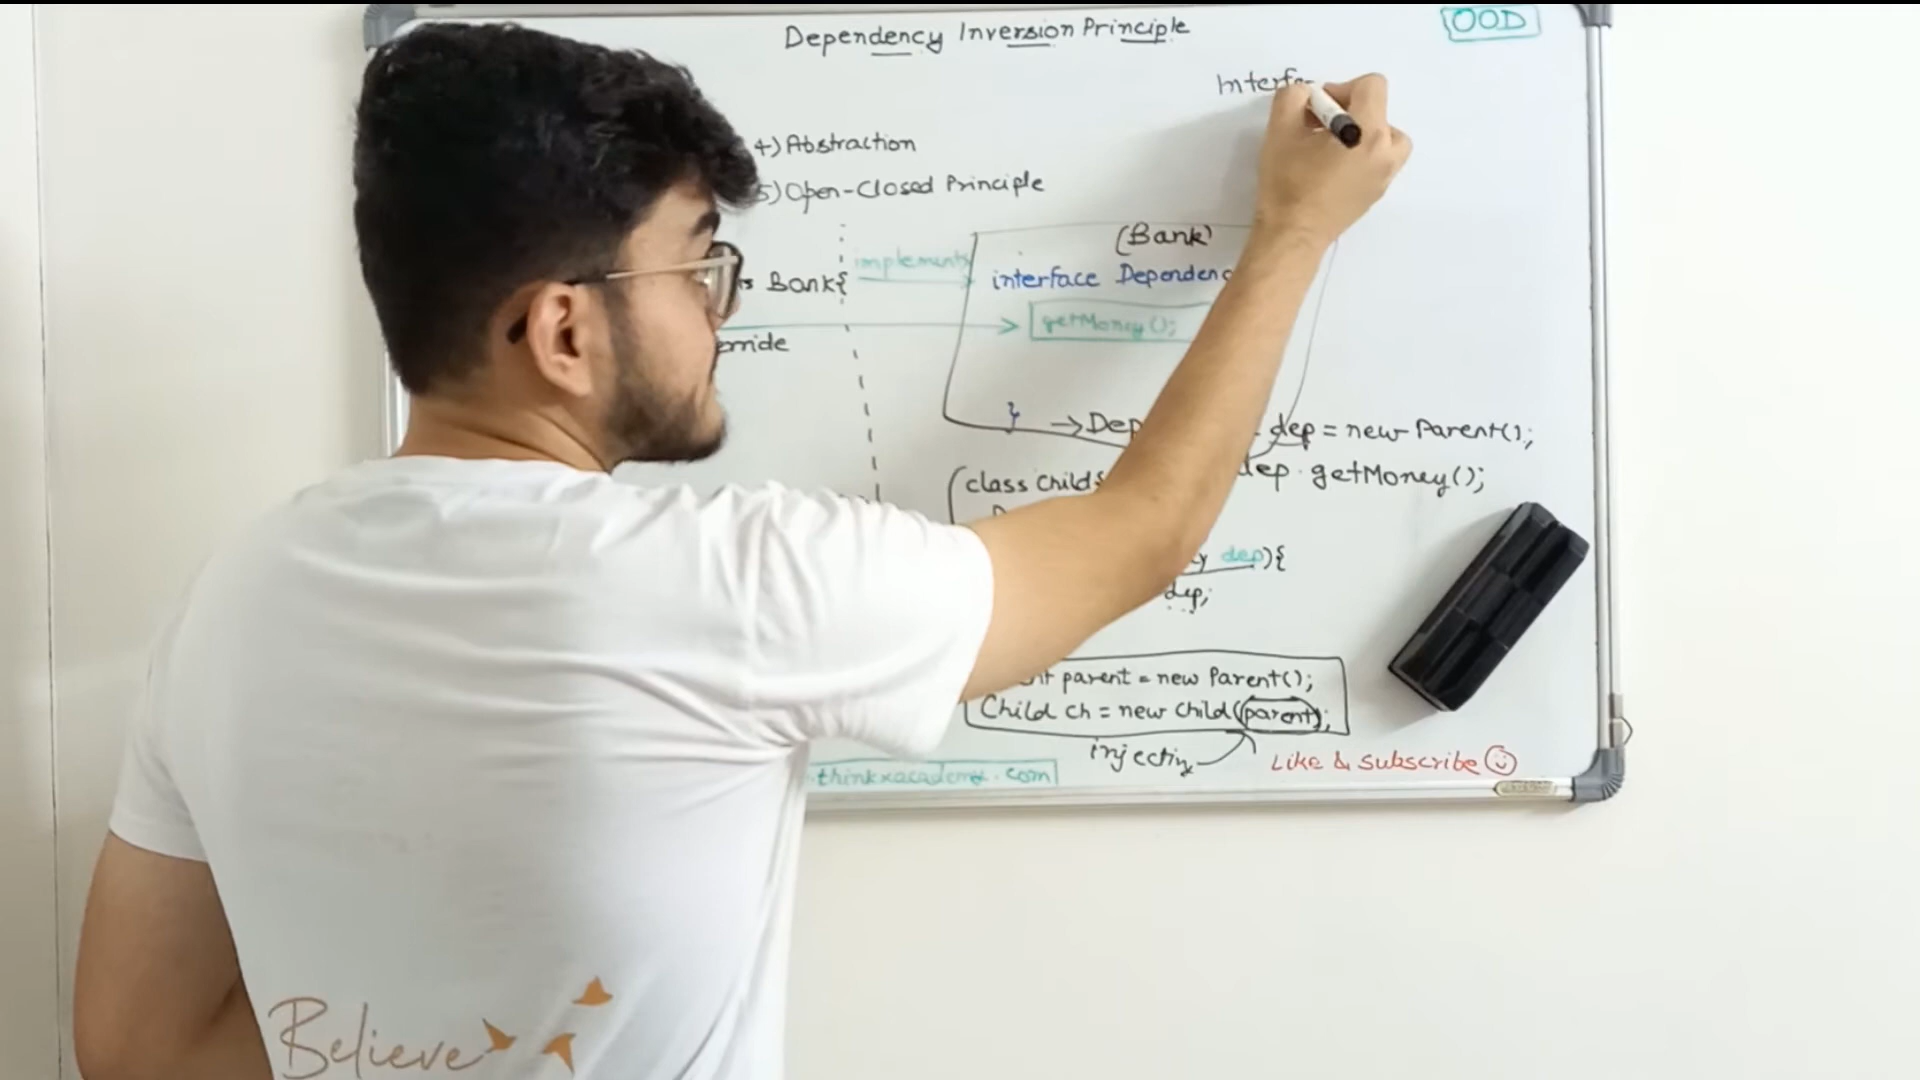 Dependency Inversion Principle
OOD
Interfa
4) Abstraction
5) Open-Closed Principle
(Bank)
implements
interface Dependenc
Bank{
getMoney();
}
→Dep dep = new Parent();
dep.getMoney();
class Child{
dep){
dep;
parent = new Parent();
Child ch = new Child(parent);
injecting
Like & Subscribe
.thinkxacademy.com
Believe